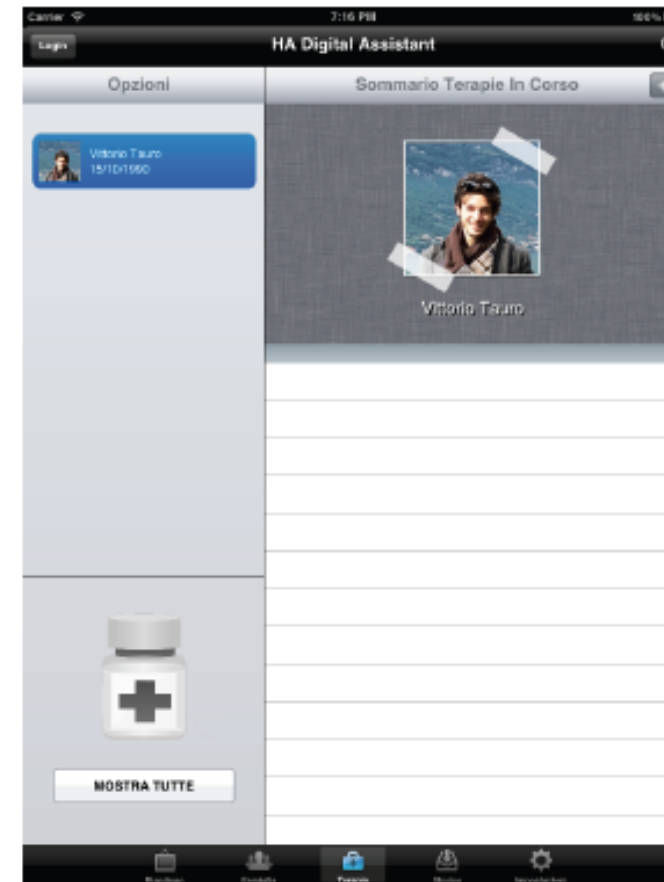 Carrier 7:16 PM 100%
Login HA Digital Assistant
Opzioni Sommario Terapie In Corso
Vittorio Tauro
15/10/1990
Vittorio Tauro
MOSTRA TUTTE
Terapie